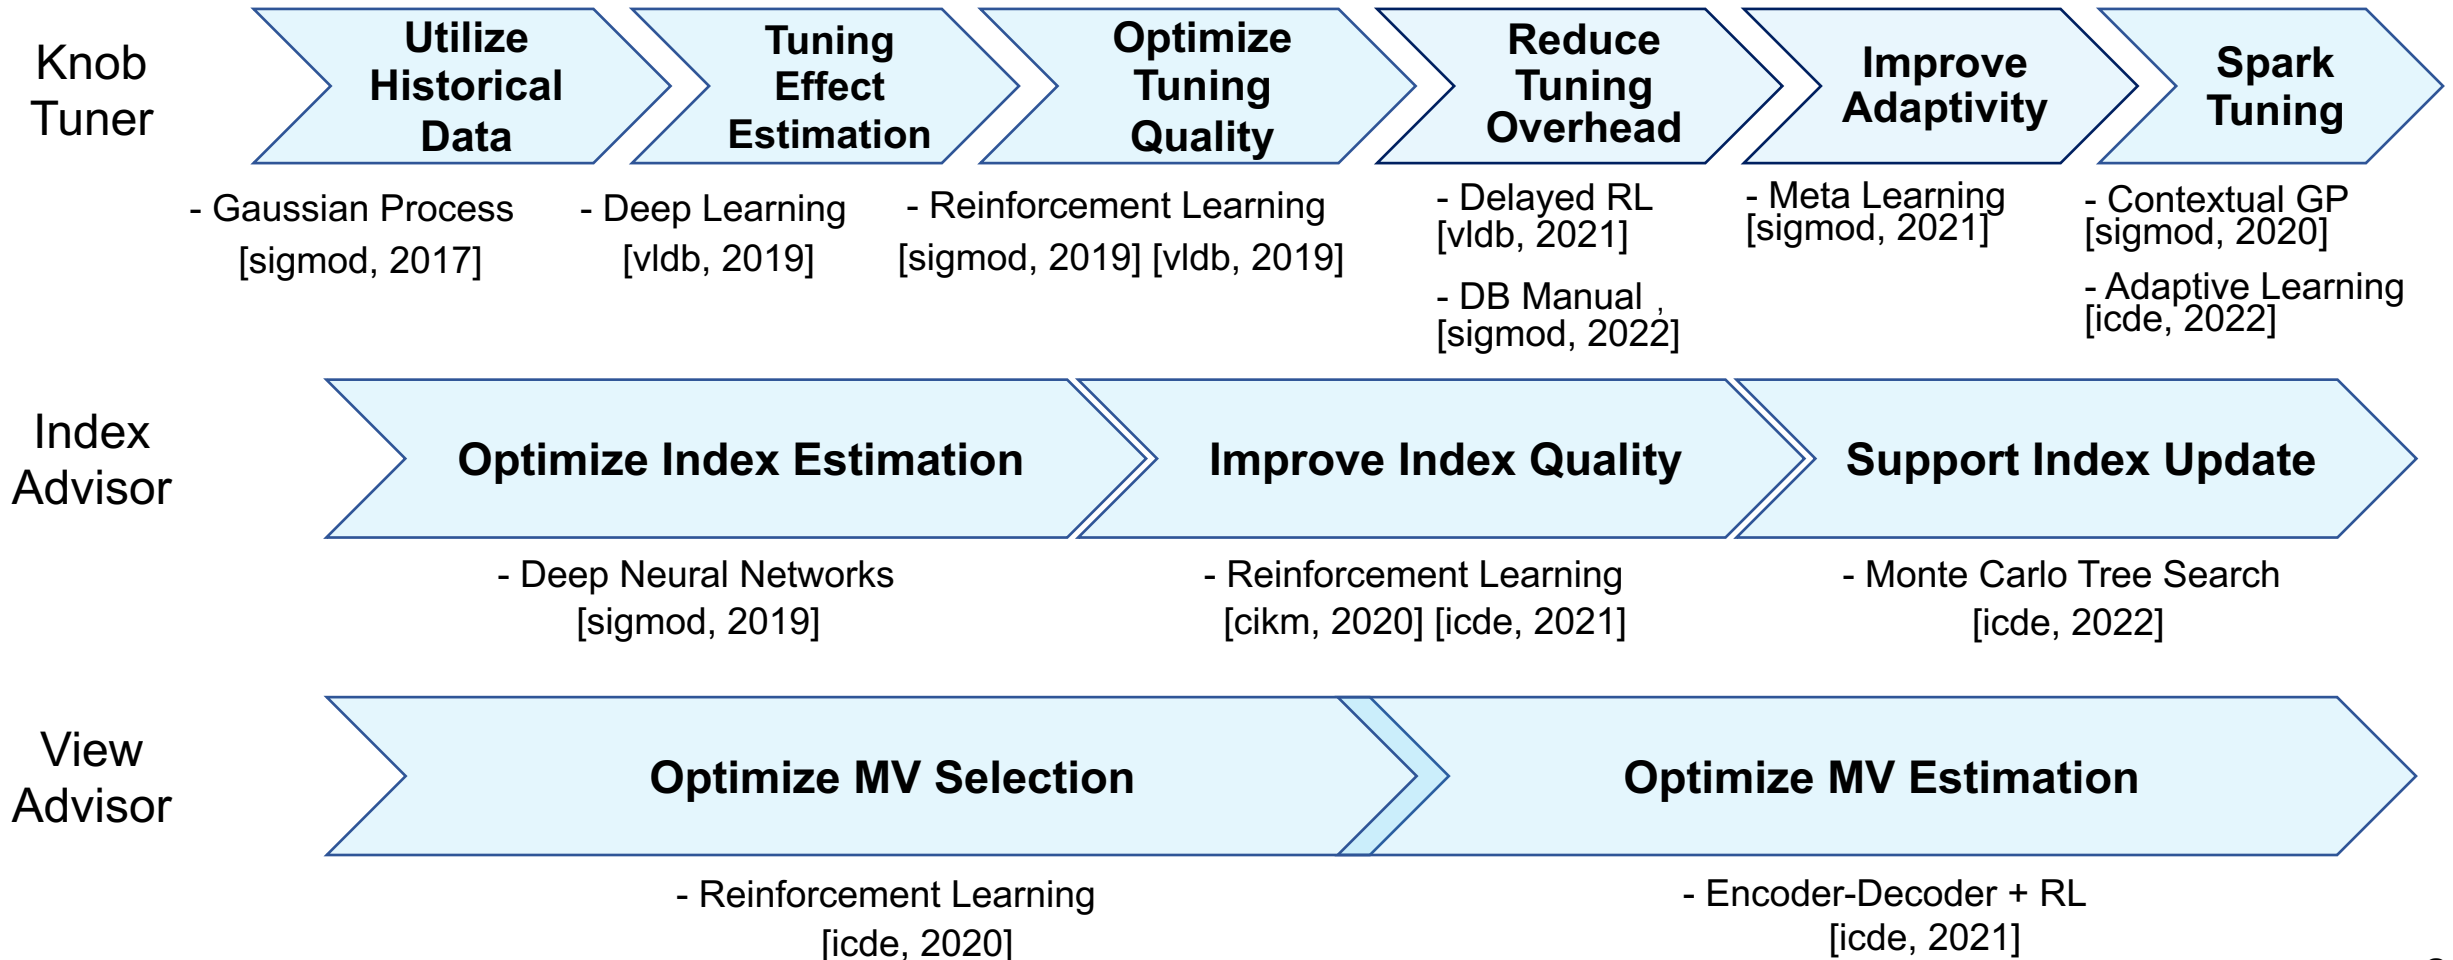 Knob
Tuner
Utilize
Historical
Data
Tuning
Effect
Estimation
Optimize
Tuning
Quality
Reduce
Tuning
Overhead
Improve
Adaptivity
Spark
Tuning
- Gaussian Process
[sigmod, 2017]
- Deep Learning
[vldb, 2019]
- Reinforcement Learning
[sigmod, 2019] [vldb, 2019]
- Delayed RL
[vldb, 2021]
- DB Manual ,
[sigmod, 2022]
- Meta Learning
[sigmod, 2021]
- Contextual GP
[sigmod, 2020]
- Adaptive Learning
[icde, 2022]
Index
Advisor
Optimize Index Estimation
Improve Index Quality
Support Index Update
- Deep Neural Networks
[sigmod, 2019]
- Reinforcement Learning
[cikm, 2020] [icde, 2021]
- Monte Carlo Tree Search
[icde, 2022]
View
Advisor
Optimize MV Selection
Optimize MV Estimation
- Reinforcement Learning
[icde, 2020]
- Encoder-Decoder + RL
[icde, 2021]